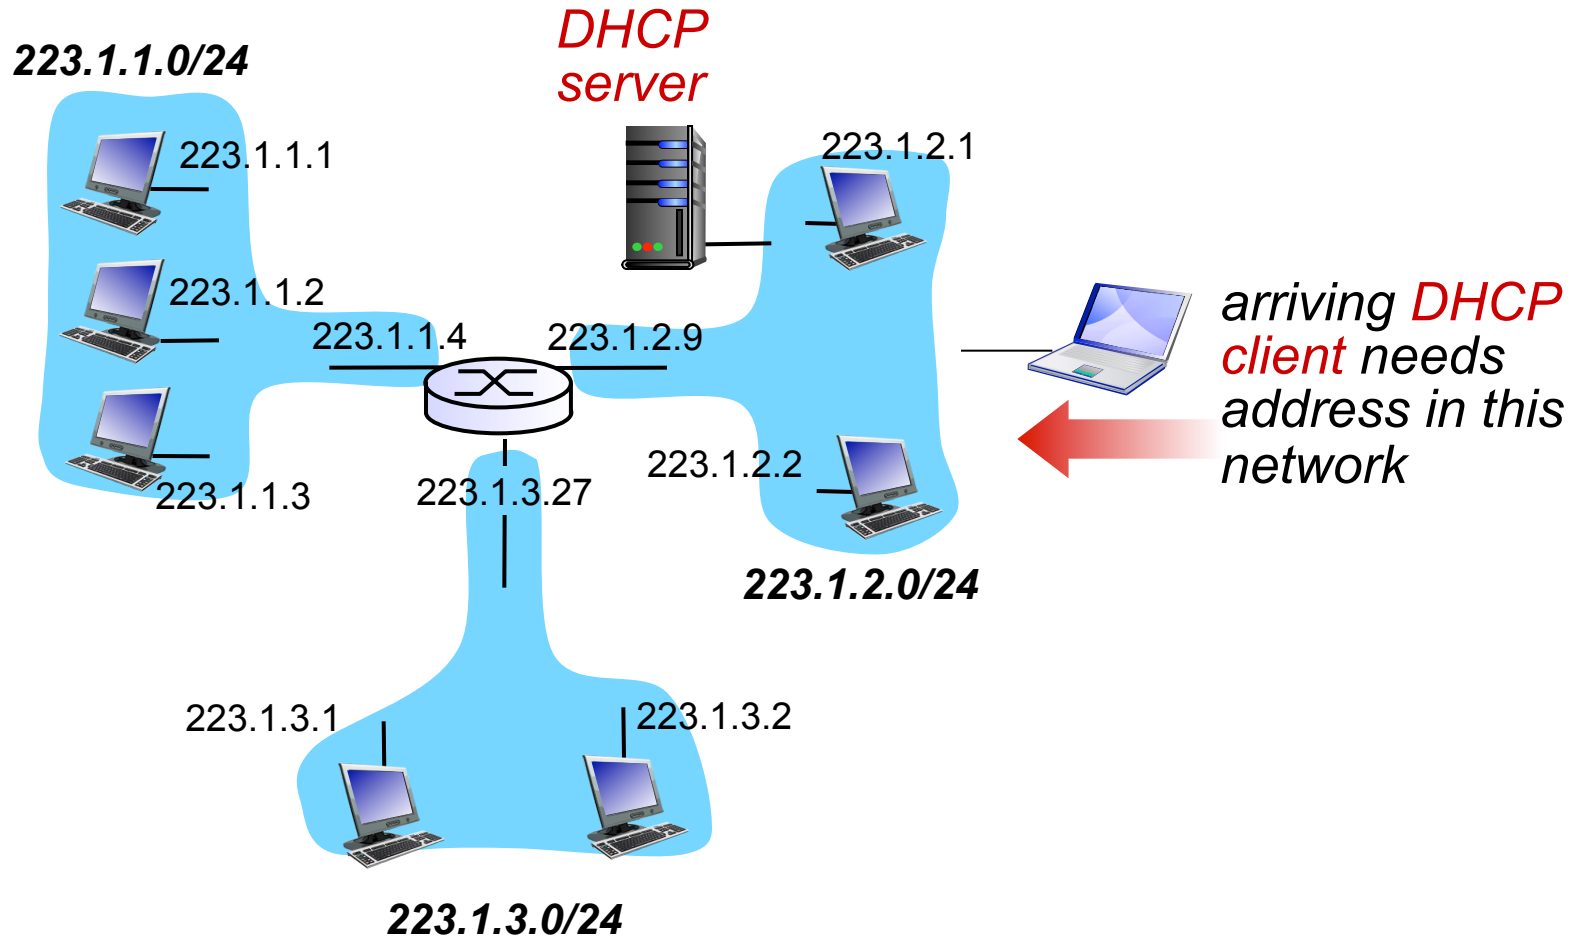 DHCP
server
223.1.1.0/24
223.1.1.1
223.1.2.1
223.1.1.2
223.1.1.4
223.1.2.9
arriving DHCP
client needs
address in this
network
223.1.1.3
223.1.3.27
223.1.2.2
223.1.2.0/24
223.1.3.1
223.1.3.2
223.1.3.0/24